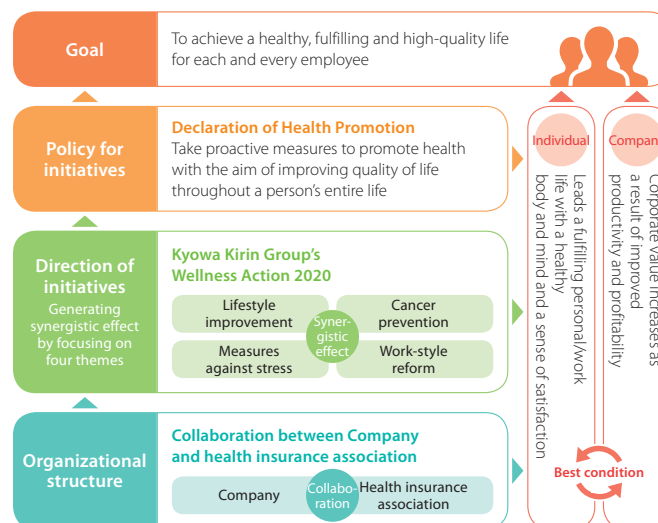 Goal
To achieve a healthy, fulfilling and high-quality life
for each and every employee
Policy for
initiatives
Declaration of Health Promotion
Take proactive measures to promote health
with the aim of improving quality of life
throughout a person's entire life
Direction of
initiatives
Generating
synergistic effect
by focusing on
four themes
Kyowa Kirin Group's
Wellness Action 2020
Lifestyle
improvement
Cancer
prevention
Syner-
gistic
effect
Measures
against stress
Work-style
reform
Organizational
structure
Collaboration between Company
and health insurance association
Company
Collabo-
ration
Health insurance
association
Individual
Leads a fulfilling personal/work
life with a healthy
body and mind and a sense of satisfaction
Compan
Corporate value increases as
a result of improved
productivity and profitability
Best condition